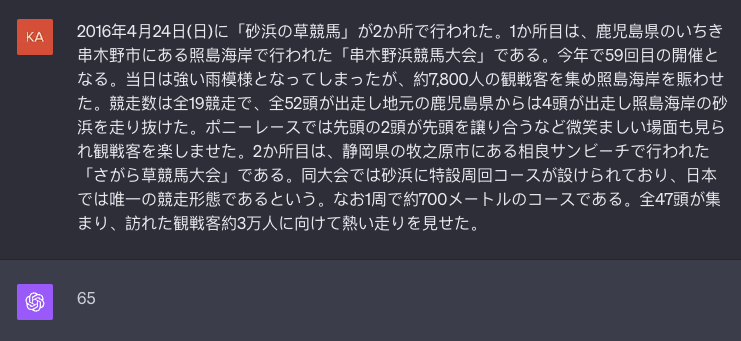 KA
2016年4月24日(日)に「砂浜の草競馬」が2か所で行われた。1か所目は、鹿児島県のいちき
串木野市にある照島海岸で行われた「串木野浜競馬大会」である。今年で59回目の開催と
なる。当日は強い雨模様となってしまったが、約7,800人の観戦客を集め照島海岸を賑わせ
た。競走数は全19競走で、全52頭が出走し地元の鹿児島県からは4頭が出走し照島海岸の砂
浜を走り抜けた。ポニーレースでは先頭の2頭が先頭を譲り合うなど微笑ましい場面も見ら
れ観戦客を楽しませた。2か所目は、静岡県の牧之原市にある相良サンビーチで行われた
「さがら草競馬大会」である。同大会では砂浜に特設周回コースが設けられており、日本
では唯一の競走形態であるという。なお1周で約700メートルのコースである。全47頭が集
まり、訪れた観戦客約3万人に向けて熱い走りを見せた。
65